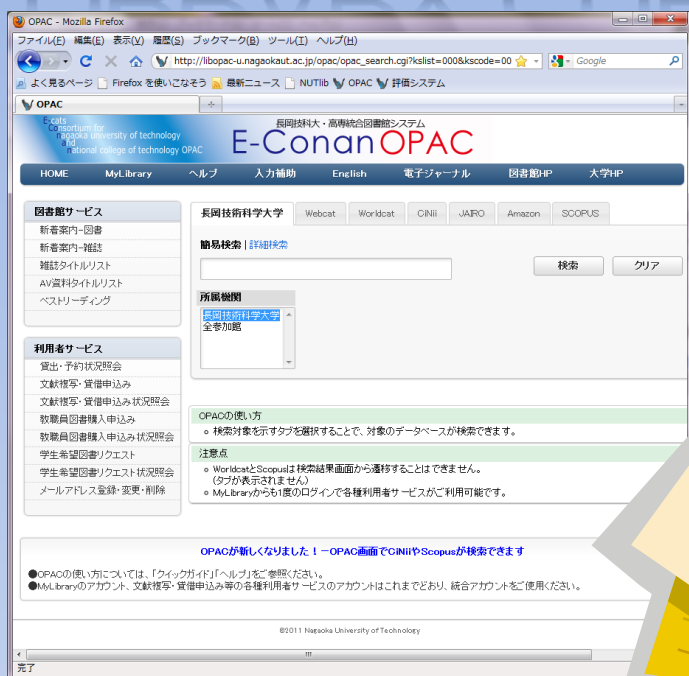 OPAC - Mozilla Firefox
ファイル(F) 編集(E) 表示(V) 履歴(S) ブックマーク(B) ツール(T) ヘルプ(H)
http://libopac-u.nagaokaut.ac.jp/opac/opac_search.cgi?kslist=000&kscode=00
Google
よく見るページ Firefox を使いこなそう 最新ニュース NUTlib OPAC 評価システム
OPAC
E-cats
Consortium for
nagaoka university of technology
and
national college of technology OPAC
長岡技科大・高専統合図書館システム
E-Conan OPAC
HOME MyLibrary ヘルプ 入力補助 English 電子ジャーナル 図書館HP 大学HP
図書館サービス
新着案内-図書
新着案内-雑誌
雑誌タイトルリスト
AV資料タイトルリスト
ベストリーディング
利用者サービス
貸出・予約状況照会
文献複写・貸借申込み
文献複写・貸借申込み状況照会
教職員図書購入申込み
教職員図書購入申込み状況照会
学生希望図書リクエスト
学生希望図書リクエスト状況照会
メールアドレス登録・変更・削除
長岡技術科学大学 Webcat Worldcat CiNii JAIRO Amazon SCOPUS
簡易検索 | 詳細検索
検索 クリア
所属機関
長岡技術科学大学
全参加館
OPACの使い方
検索対象を示すタブを選択することで、対象のデータベースが検索できます。
注意点
WorldcatとScopusは検索結果画面から遷移することはできません。
(タブが表示されません)
MyLibraryからも1度のログインで各種利用者サービスがご利用可能です。
OPACが新しくなりました！－OPAC画面でCiNiiやScopusが検索できます
●OPACの使い方については、「クイックガイド」「ヘルプ」をご参照ください。
●MyLibraryのアカウント、文献複写・貸借申込み等の各種利用者サービスのアカウントはこれまでどおり、統合アカウントをご使用ください。
©2011 Nagaoka University of Technology
完了